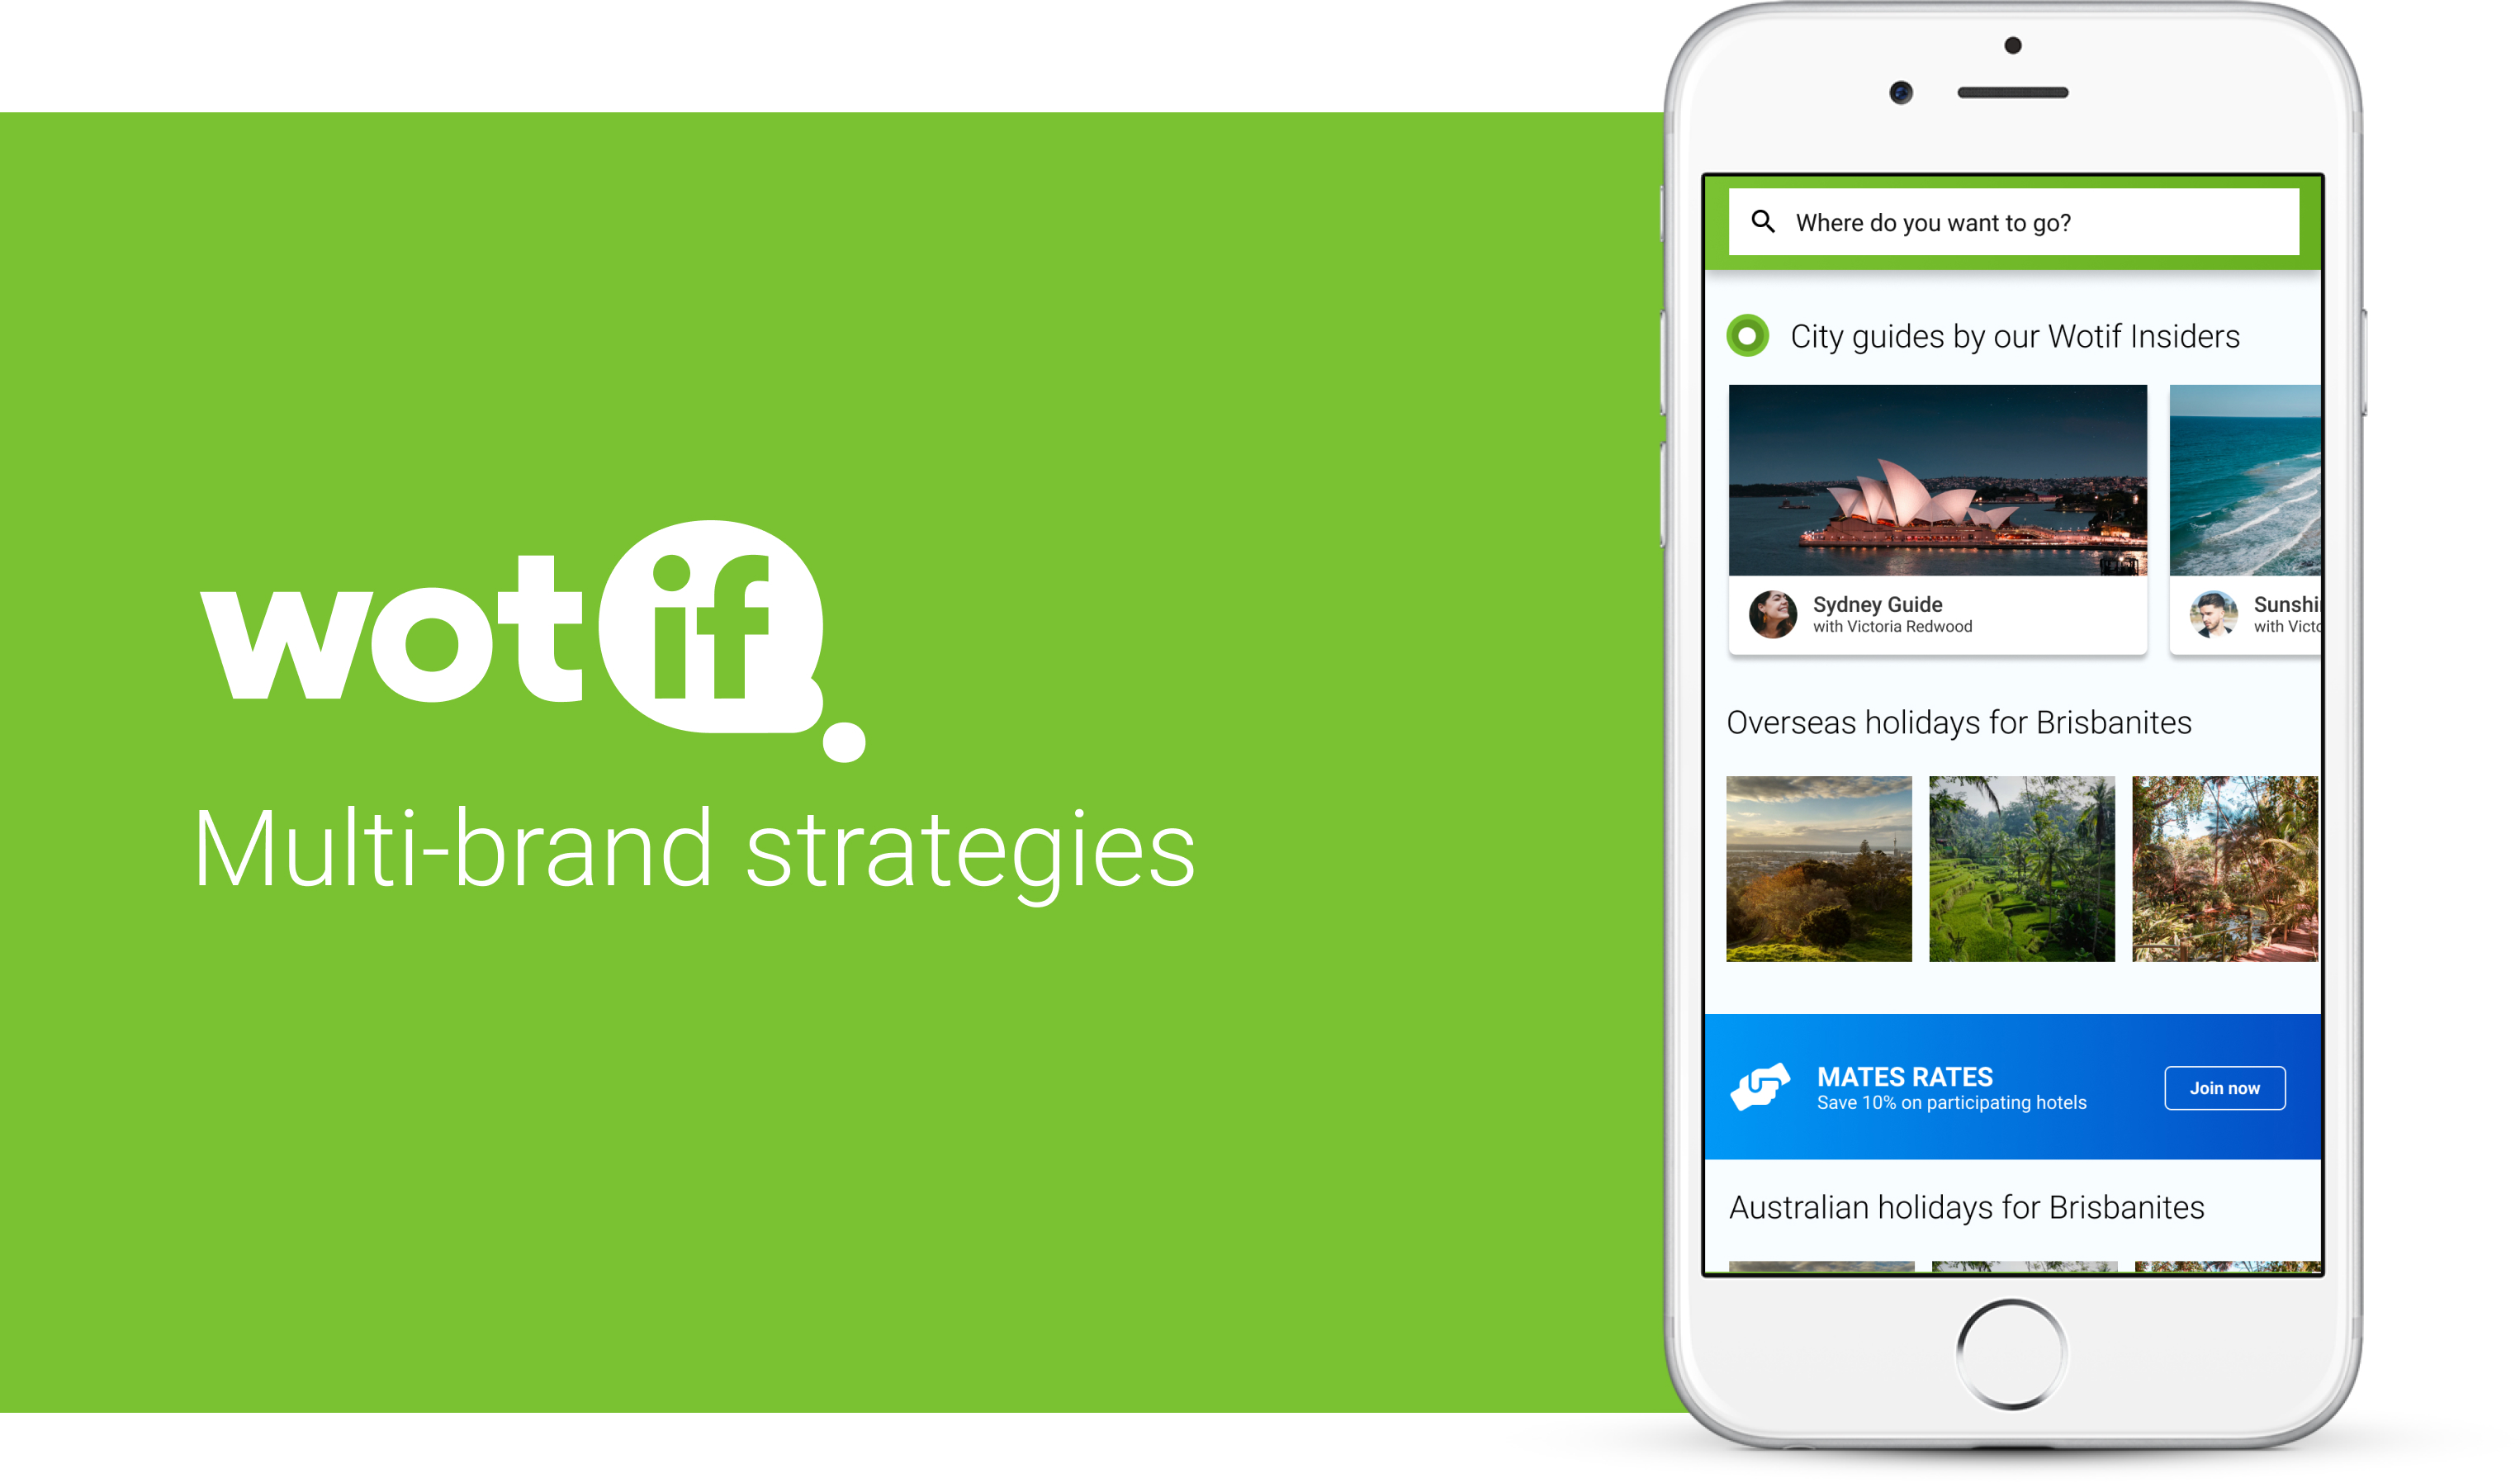 wotif
Multi-brand strategies
Where do you want to go?
City guides by our Wotif Insiders
Sydney Guide
with Victoria Redwood
Sunshi
with Victo
Overseas holidays for Brisbanites
MATES RATES
Save 10% on participating hotels
Join now
Australian holidays for Brisbanites